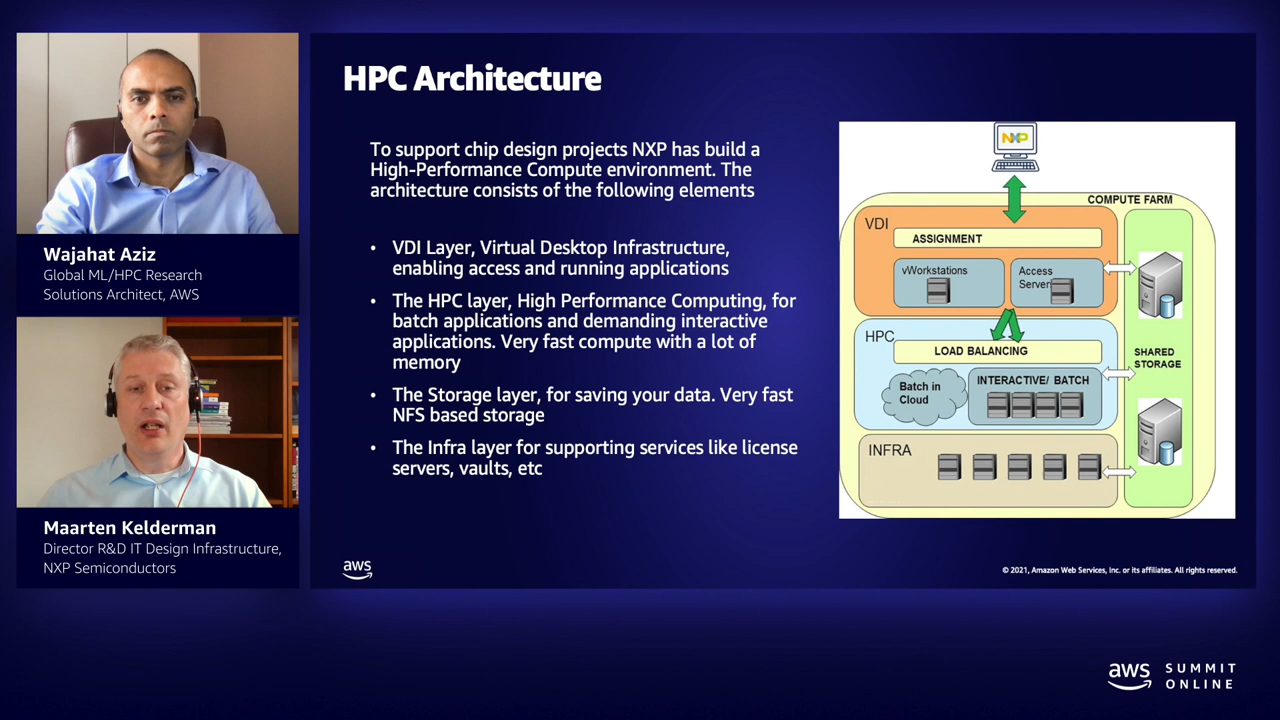 Wajahat Aziz
Global ML/HPC Research
Solutions Architect, AWS
Maarten Kelderman
Director R&D IT Design Infrastructure,
NXP Semiconductors
HPC Architecture
To support chip design projects NXP has build a
High-Performance Compute environment. The
architecture consists of the following elements
• VDI Layer, Virtual Desktop Infrastructure,
enabling access and running applications
• The HPC layer, High Performance Computing, for
batch applications and demanding interactive
applications. Very fast compute with a lot of
memory
• The Storage layer, for saving your data. Very fast
NFS based storage
• The Infra layer for supporting services like license
servers, vaults, etc
NXP
COMPUTE FARM
VDI
ASSIGNMENT
vWorkstations
Access
Server
HPC
LOAD BALANCING
Batch in
Cloud
INTERACTIVE/ BATCH
SHARED
STORAGE
INFRA
aws
© 2021, Amazon Web Services, Inc. or its affiliates. All rights reserved.
aws SUMMIT
ONLINE